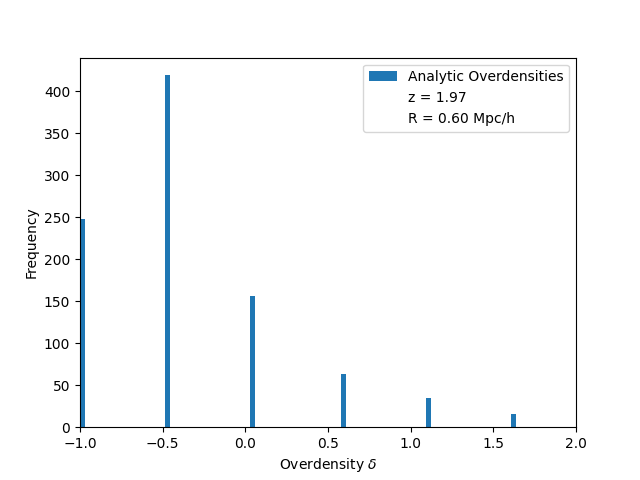 Analytic Overdensities
z = 1.97
R = 0.60 Mpc/h
Frequency
400
350
300
250
200
150
100
50
0
−1.0 −0.5 0.0 0.5 1.0 1.5 2.0
Overdensity δ